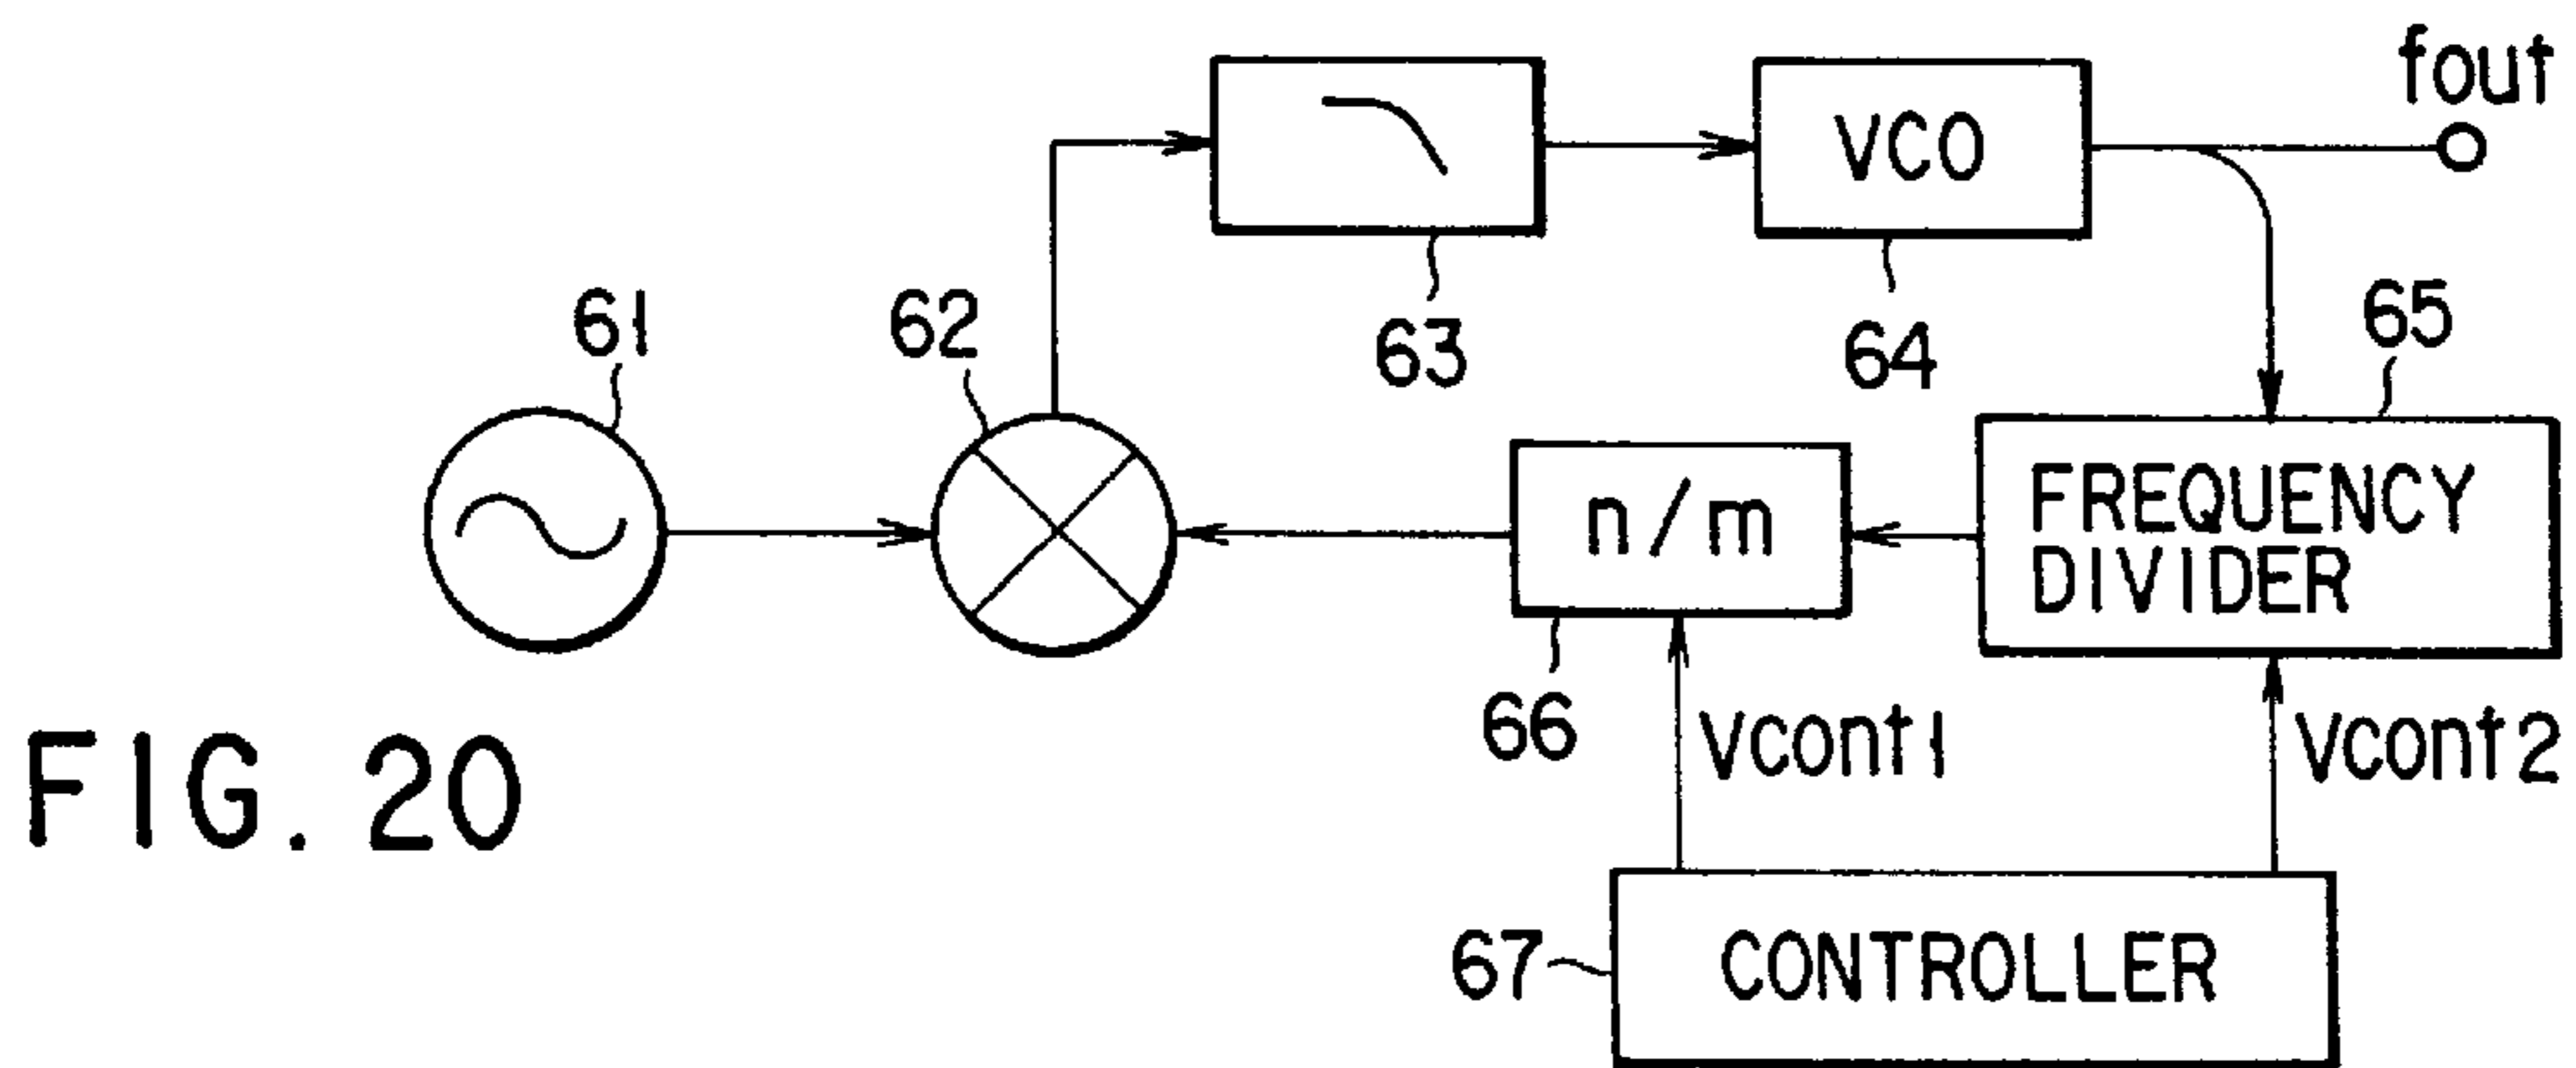 fout
VCO
61
62
63
64
65
n/m
FREQUENCY
DIVIDER
66
Vcont1
Vcont2
FIG. 20
67
CONTROLLER